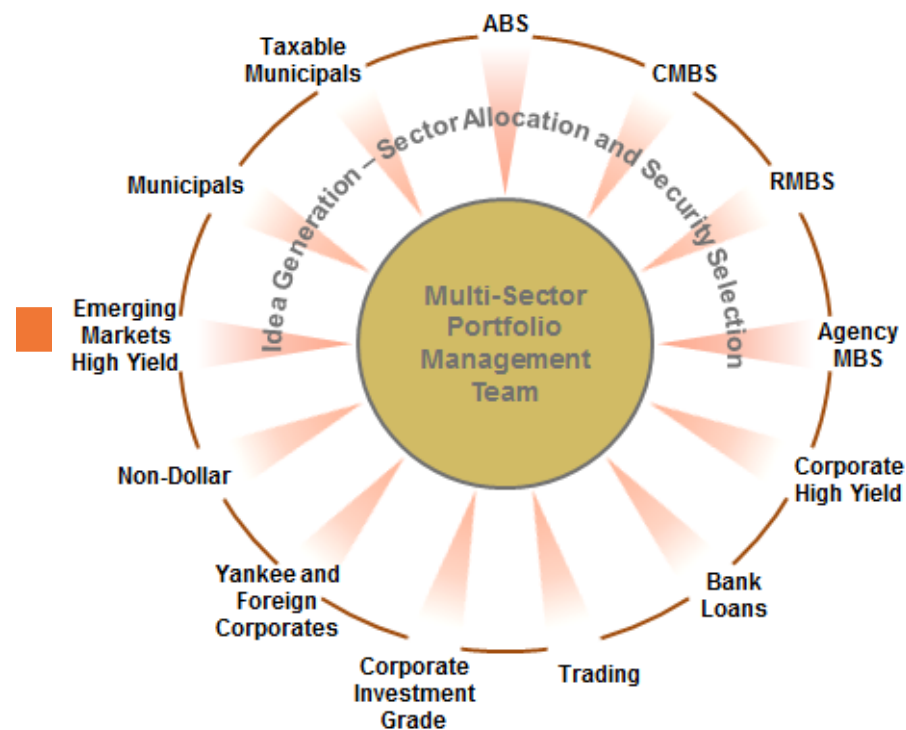 ABS
CMBS
RMBS
Agency
MBS
Corporate
High Yield
Bank
Loans
Trading
Corporate
Investment
Grade
Yankee and
Foreign
Corporates
Non-Dollar
Emerging
Markets
High Yield
Municipals
Taxable
Municipals
Idea Generation – Sector Allocation and Security Selection
Multi-Sector
Portfolio
Management
Team